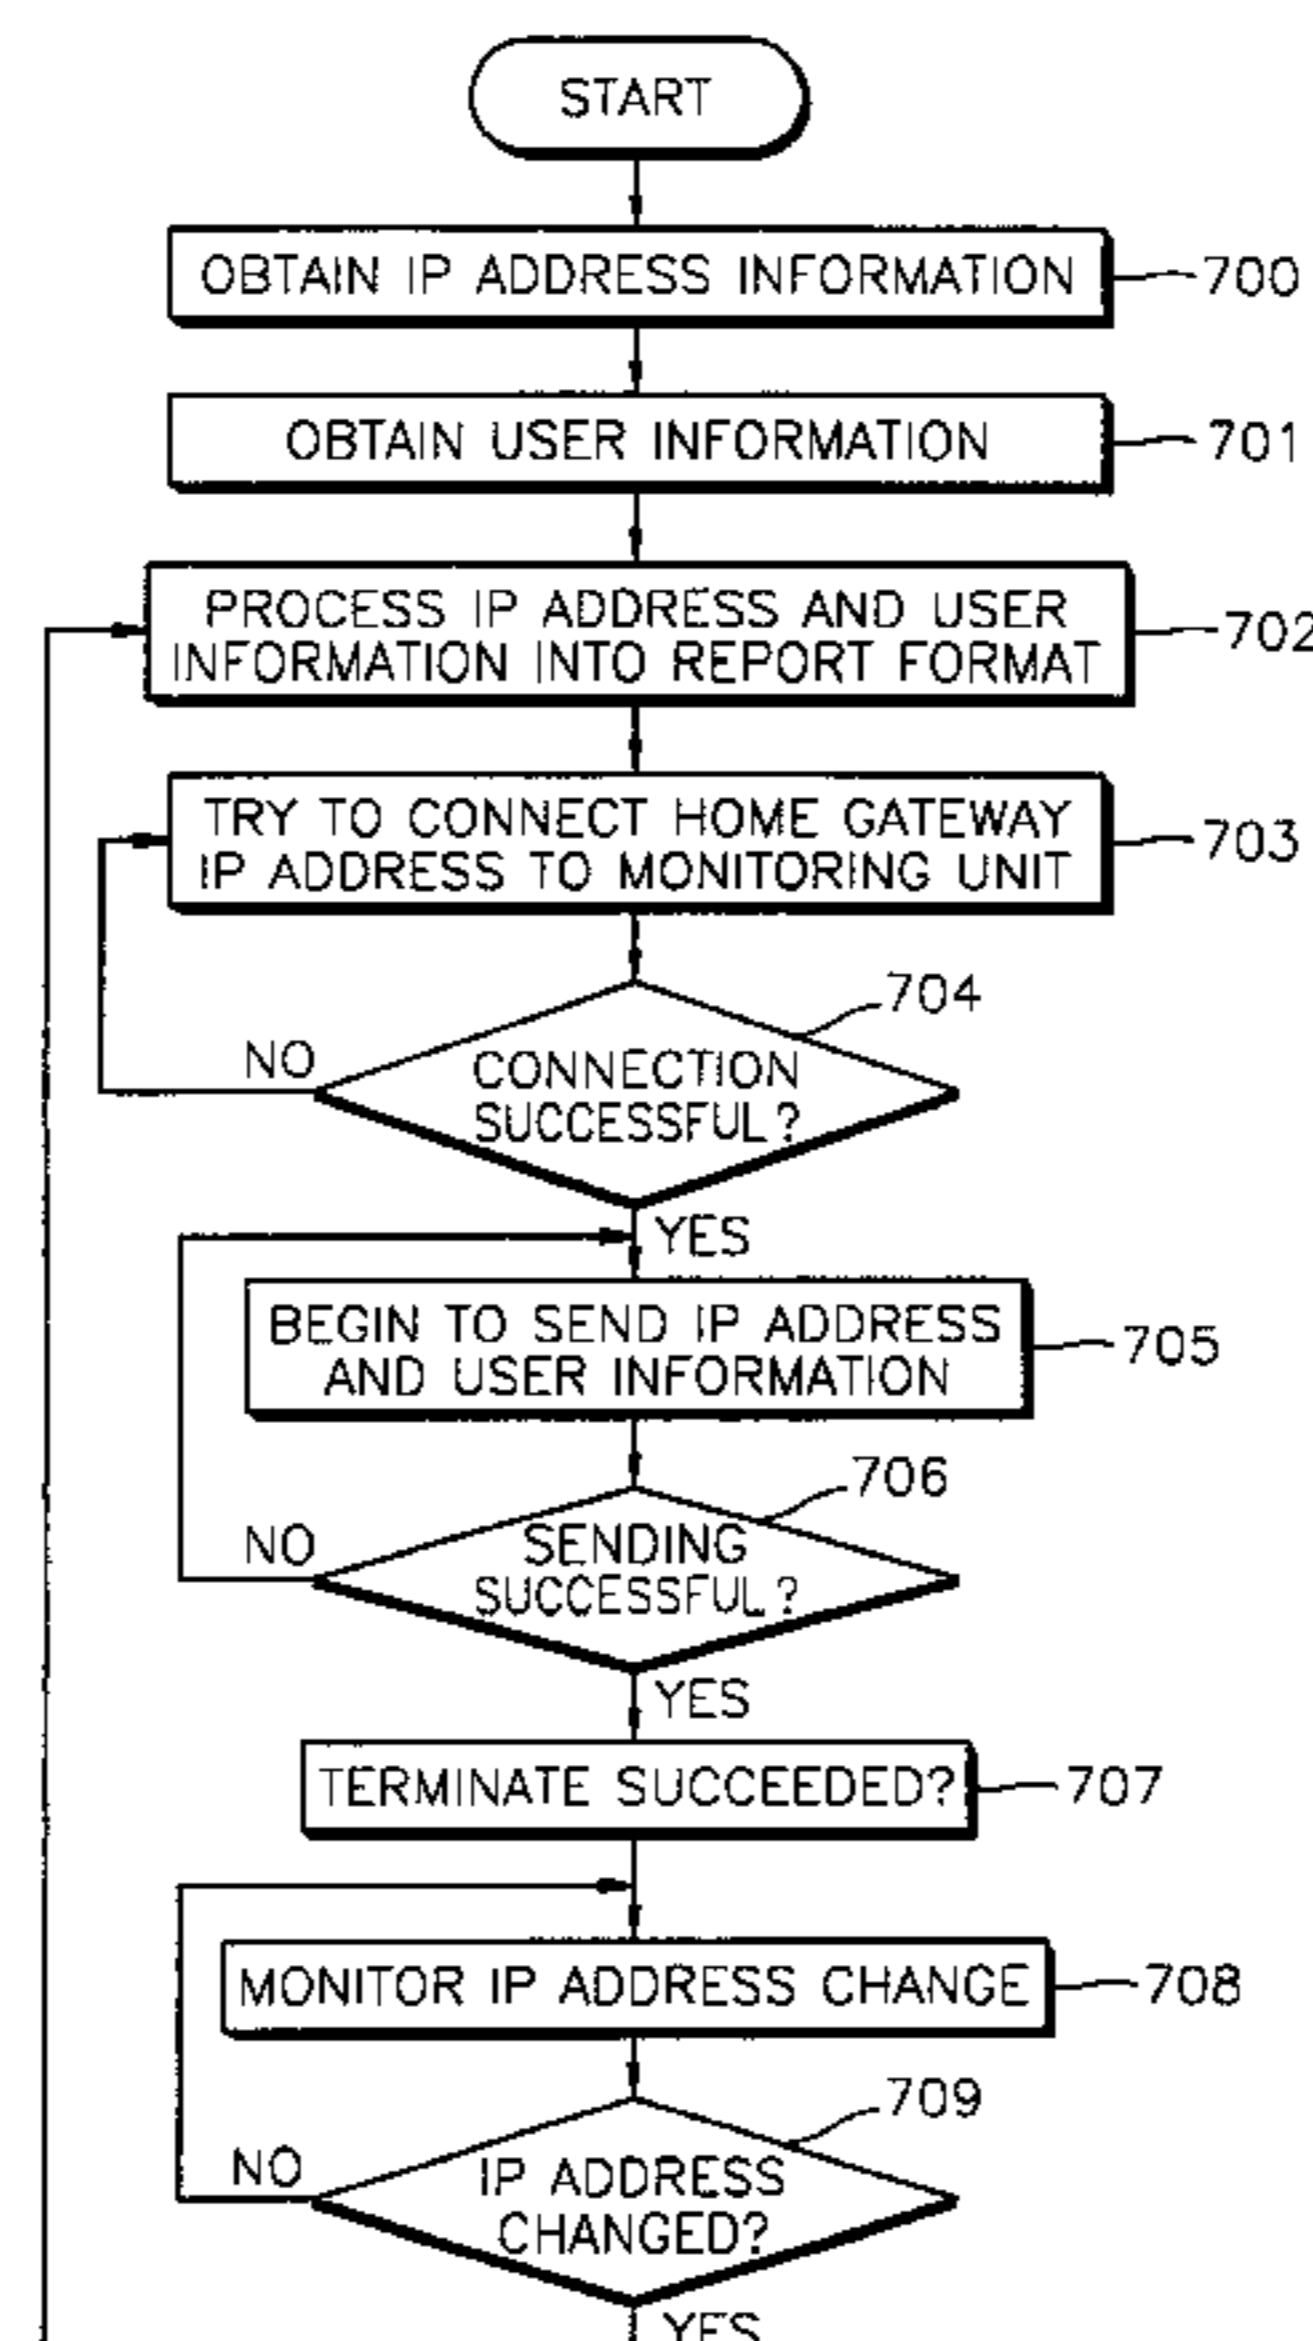 START
OBTAIN IP ADDRESS INFORMATION
700
OBTAIN USER INFORMATION
701
PROCESS IP ADDRESS AND USER
INFORMATION INTO REPORT FORMAT
702
TRY TO CONNECT HOME GATEWAY
IP ADDRESS TO MONITORING UNIT
703
704
NO
CONNECTION
SUCCESSFUL?
YES
BEGIN TO SEND IP ADDRESS
AND USER INFORMATION
705
706
NO
SENDING
SUCCESSFUL?
YES
TERMINATE SUCCEEDED?
707
MONITOR IP ADDRESS CHANGE
708
709
NO
IP ADDRESS
CHANGED?
YES